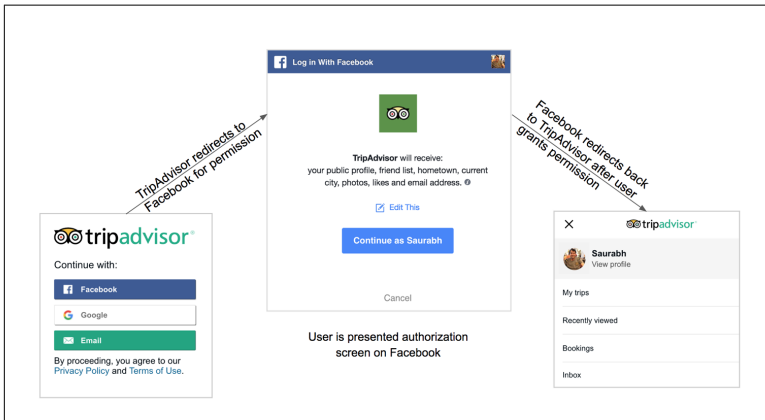 tripadvisor
Continue with:
Facebook
Google
Email
By proceeding, you agree to our
Privacy Policy and Terms of Use.
TripAdvisor redirects to
Facebook for permission
Log in With Facebook
TripAdvisor will receive:
your public profile, friend list, hometown, current
city, photos, likes and email address.
Edit This
Continue as Saurabh
Cancel
User is presented authorization
screen on Facebook
Facebook redirects back
to TripAdvisor after user
grants permission
tripadvisor
Saurabh
View profile
My trips
Recently viewed
Bookings
Inbox